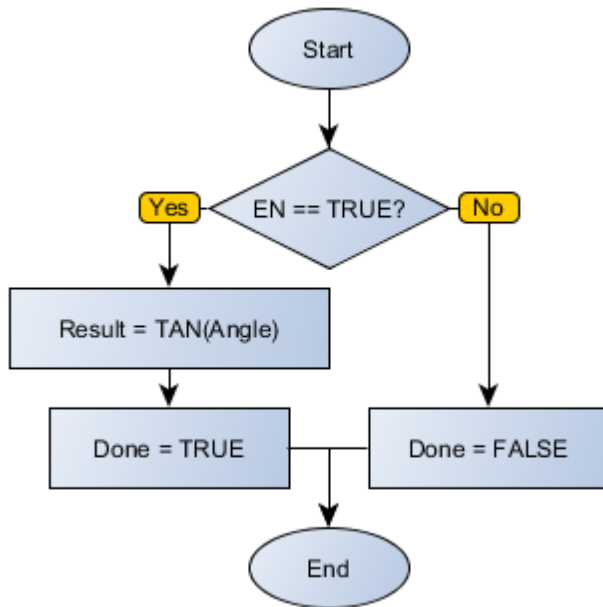 Start
EN == TRUE?
Yes
No
Result = TAN(Angle)
Done = TRUE
Done = FALSE
End